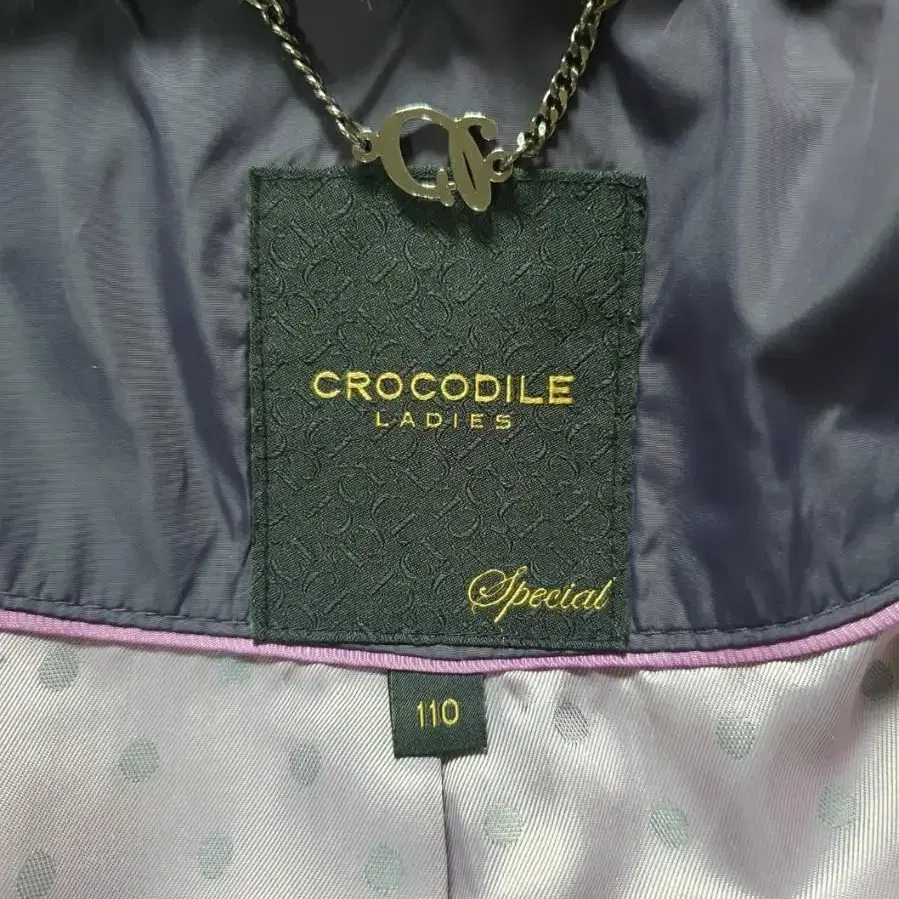 CROCODILE
LADIES
Special
110